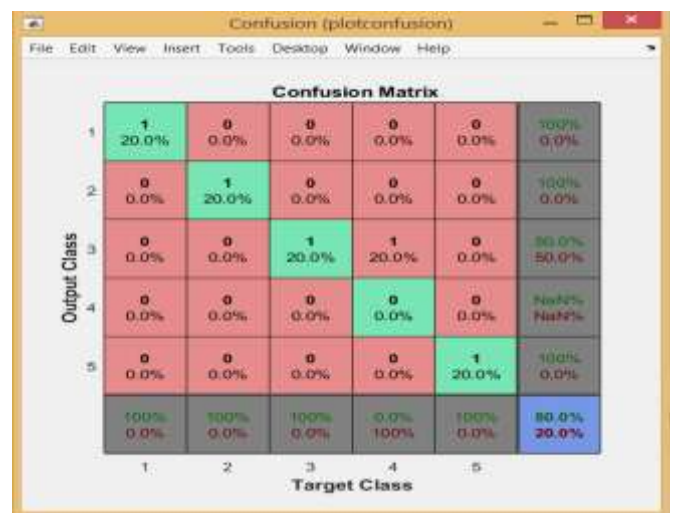 Confusion (plotconfusion)
File Edit View Insert Tools Desktop Window Help
Confusion Matrix
Output Class
1 1 0 0 0 0 100%
20.0% 0.0% 0.0% 0.0% 0.0% 0.0%
2 0 1 0 0 0 100%
0.0% 20.0% 0.0% 0.0% 0.0% 0.0%
3 0 0 1 1 0 50.0%
0.0% 0.0% 20.0% 20.0% 0.0% 50.0%
4 0 0 0 0 0 NaN%
0.0% 0.0% 0.0% 0.0% 0.0% NaN%
5 0 0 0 0 1 100%
0.0% 0.0% 0.0% 0.0% 20.0% 0.0%
100% 100% 100% 0.0% 100% 80.0%
0.0% 0.0% 0.0% 100% 0.0% 20.0%
1 2 3 4 5
Target Class